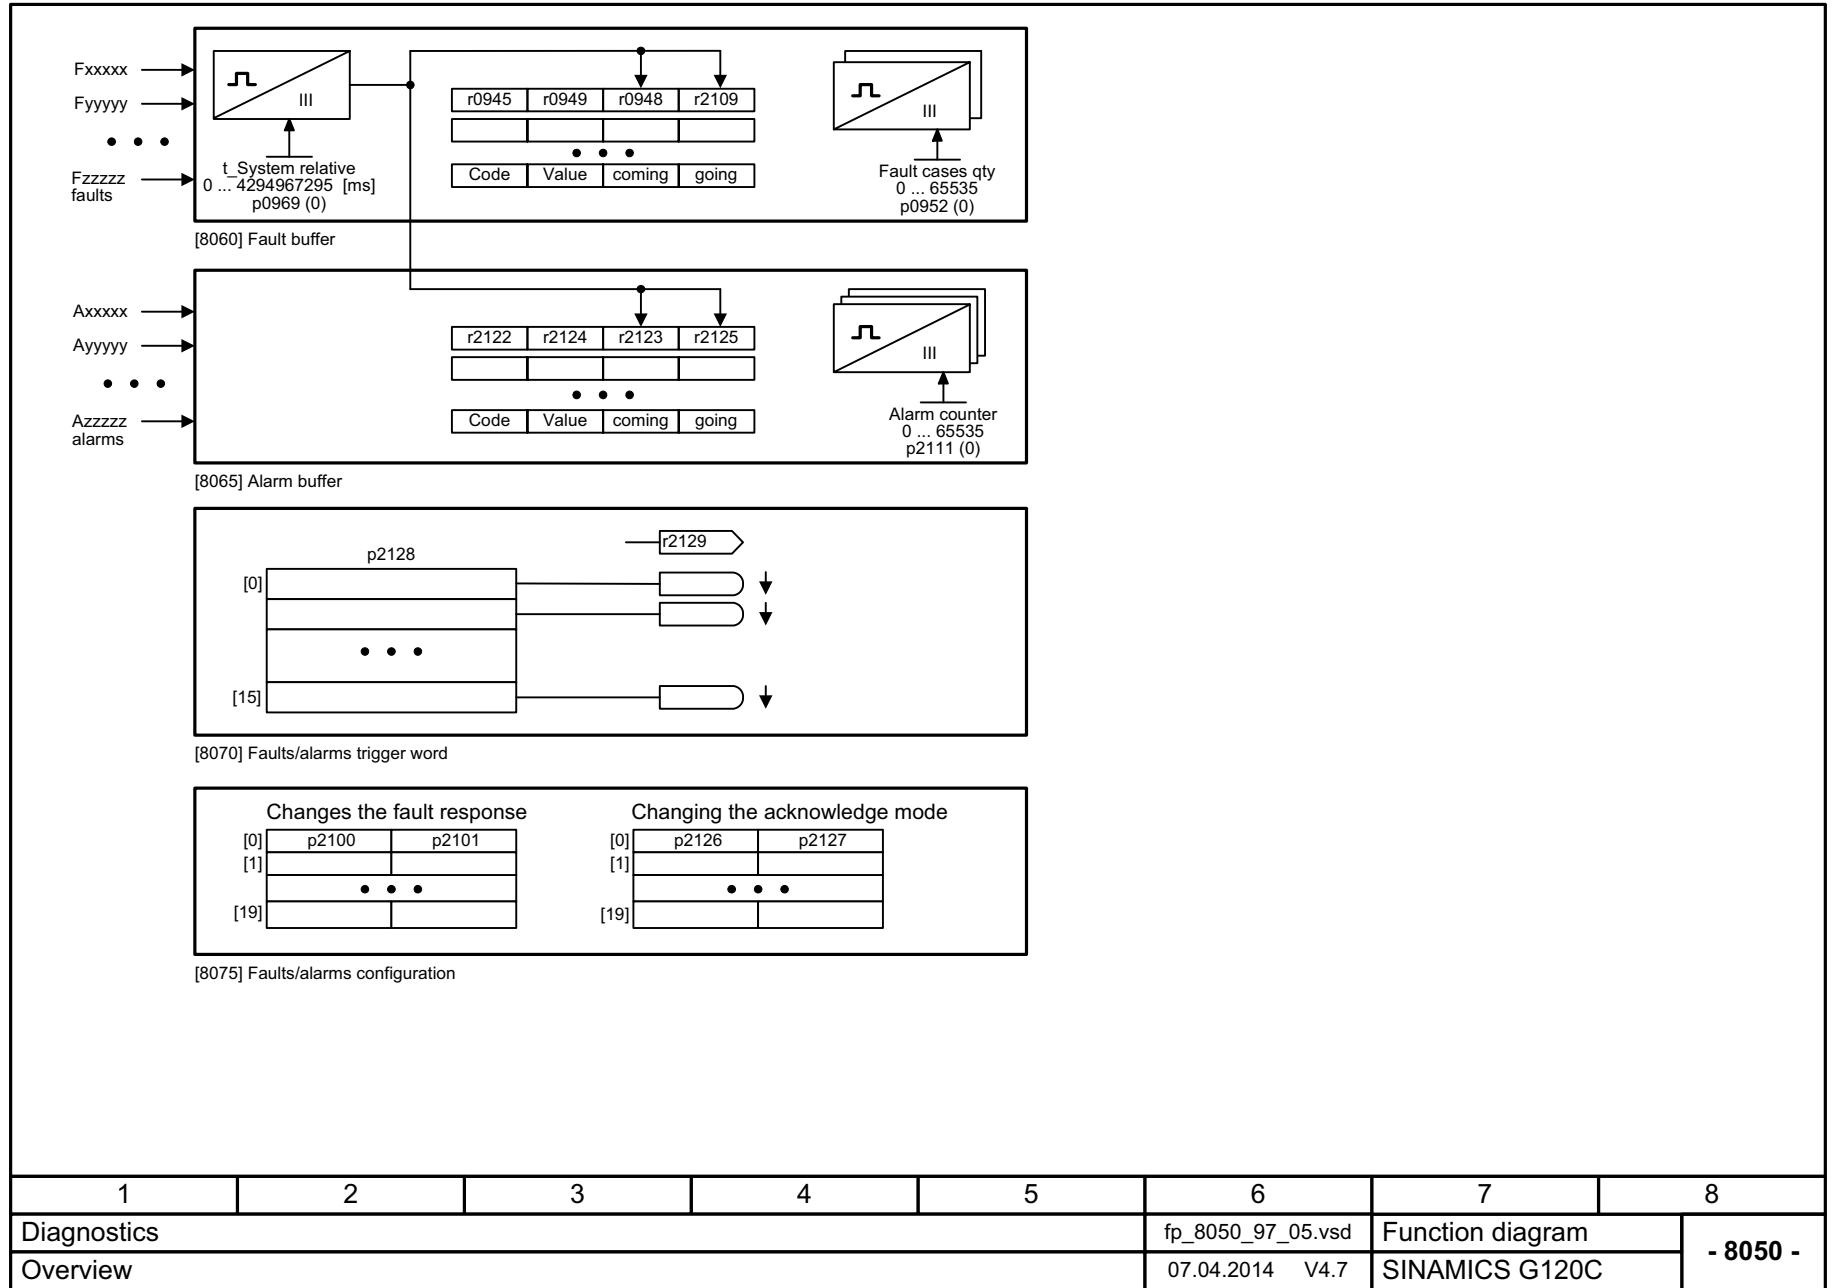 Fxxxxx
Fyyyyy
Fzzzzz
faults
III
t_System relative
0 ... 4294967295 [ms]
p0969 (0)
r0945 r0949 r0948 r2109
Code Value coming going
III
Fault cases qty
0 ... 65535
p0952 (0)
[8060] Fault buffer
Axxxxx
Ayyyyy
Azzzzz
alarms
r2122 r2124 r2123 r2125
Code Value coming going
III
Alarm counter
0 ... 65535
p2111 (0)
[8065] Alarm buffer
p2128
r2129
[0]
[15]
[8070] Faults/alarms trigger word
Changes the fault response
[0] p2100 p2101
[1]
[19]
Changing the acknowledge mode
[0] p2126 p2127
[1]
[19]
[8075] Faults/alarms configuration
1 2 3 4 5 6 7 8
Diagnostics fp_8050_97_05.vsd Function diagram
- 8050 -
Overview 07.04.2014 V4.7 SINAMICS G120C